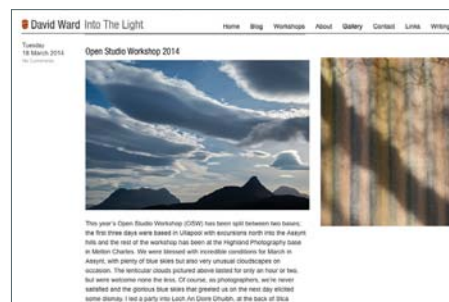 David Ward Into The Light
Home Blog Workshops About Gallery Contact Links Writing
Tuesday
18 March 2014
No Comments
Open Studio Workshop 2014
This year's Open Studio Workshop (OSW) has been split between two bases;
the first three days were based in Ullapool with excursions north into the Assynt
hills and the rest of the workshop has been at the Highland Photography base
in Mellon Charles. We were blessed with incredible conditions for March in
Assynt, with plenty of blue skies but also very unusual cloudscapes on
occasion. The lenticular clouds pictured above lasted for only an hour or two,
but were welcome none the less. Of course, as photographers, we're never
satisfied and the glorious blue skies that greeted us on the next day elicited
some dismay. I led a party into Loch An Doire Dhuibh, at the back of